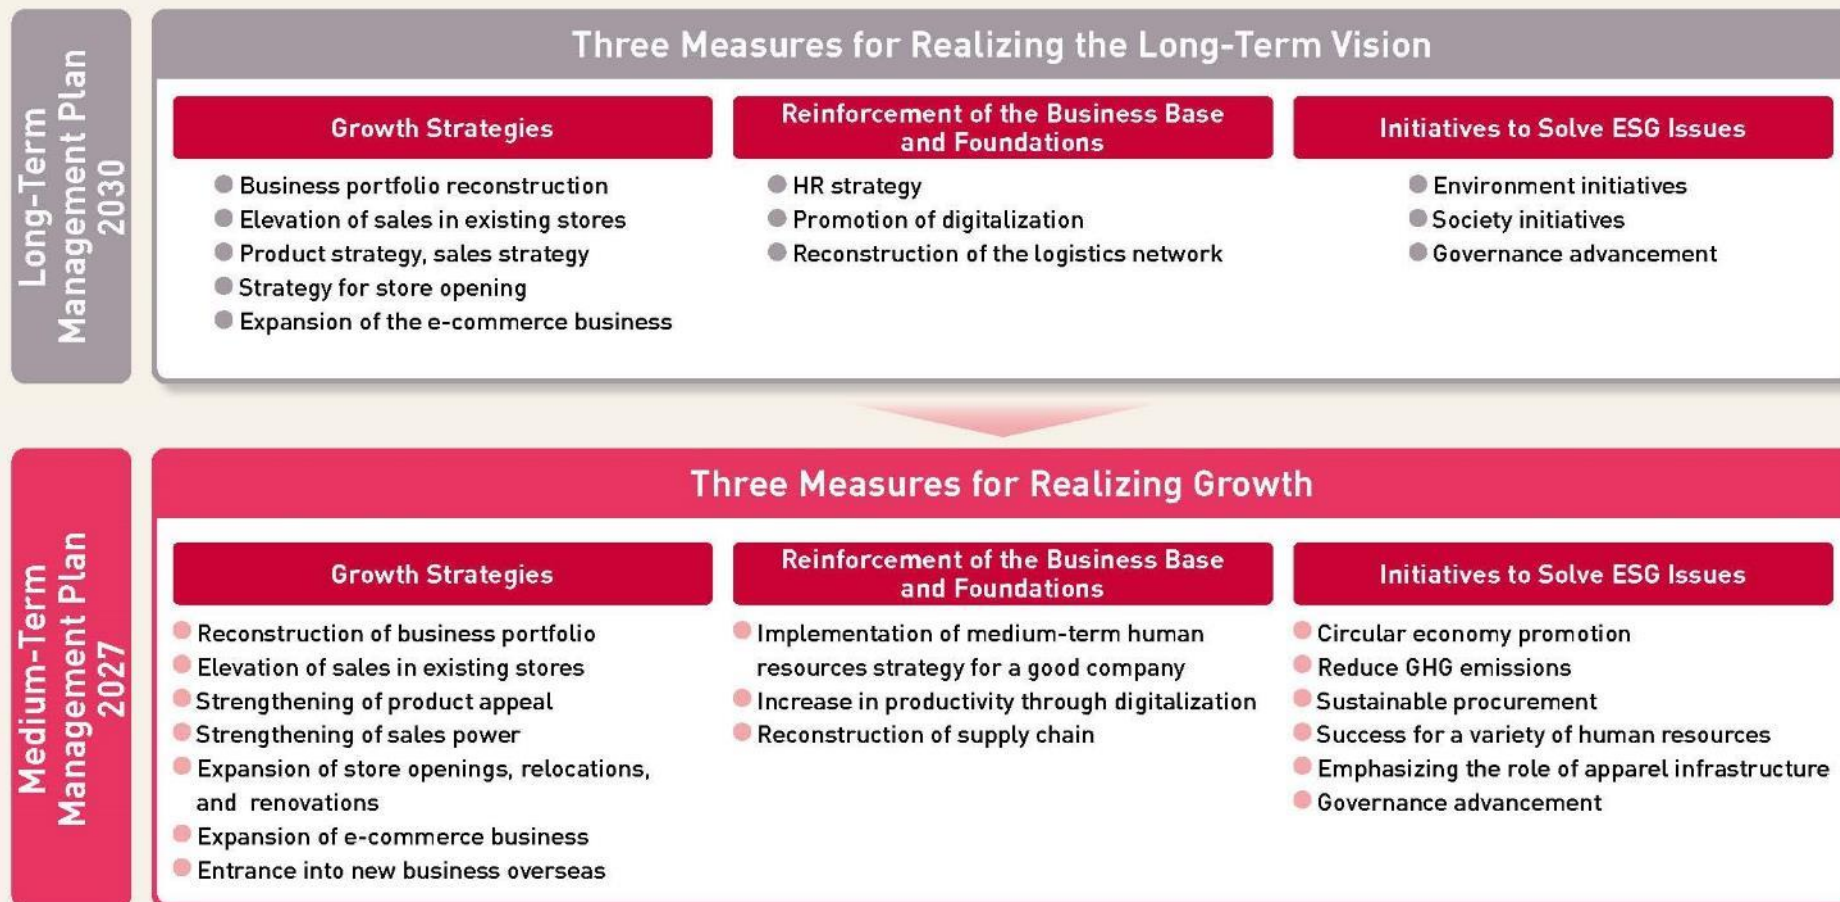 Long-Term
Management Plan
2030
Three Measures for Realizing the Long-Term Vision
Growth Strategies
Business portfolio reconstruction
Elevation of sales in existing stores
Product strategy, sales strategy
Strategy for store opening
Expansion of the e-commerce business
Reinforcement of the Business Base
and Foundations
HR strategy
Promotion of digitalization
Reconstruction of the logistics network
Initiatives to Solve ESG Issues
Environment initiatives
Society initiatives
Governance advancement
Medium-Term
Management Plan
2027
Three Measures for Realizing Growth
Growth Strategies
Reconstruction of business portfolio
Elevation of sales in existing stores
Strengthening of product appeal
Strengthening of sales power
Expansion of store openings, relocations,
and renovations
Expansion of e-commerce business
Entrance into new business overseas
Reinforcement of the Business Base
and Foundations
Implementation of medium-term human
resources strategy for a good company
Increase in productivity through digitalization
Reconstruction of supply chain
Initiatives to Solve ESG Issues
Circular economy promotion
Reduce GHG emissions
Sustainable procurement
Success for a variety of human resources
Emphasizing the role of apparel infrastructure
Governance advancement